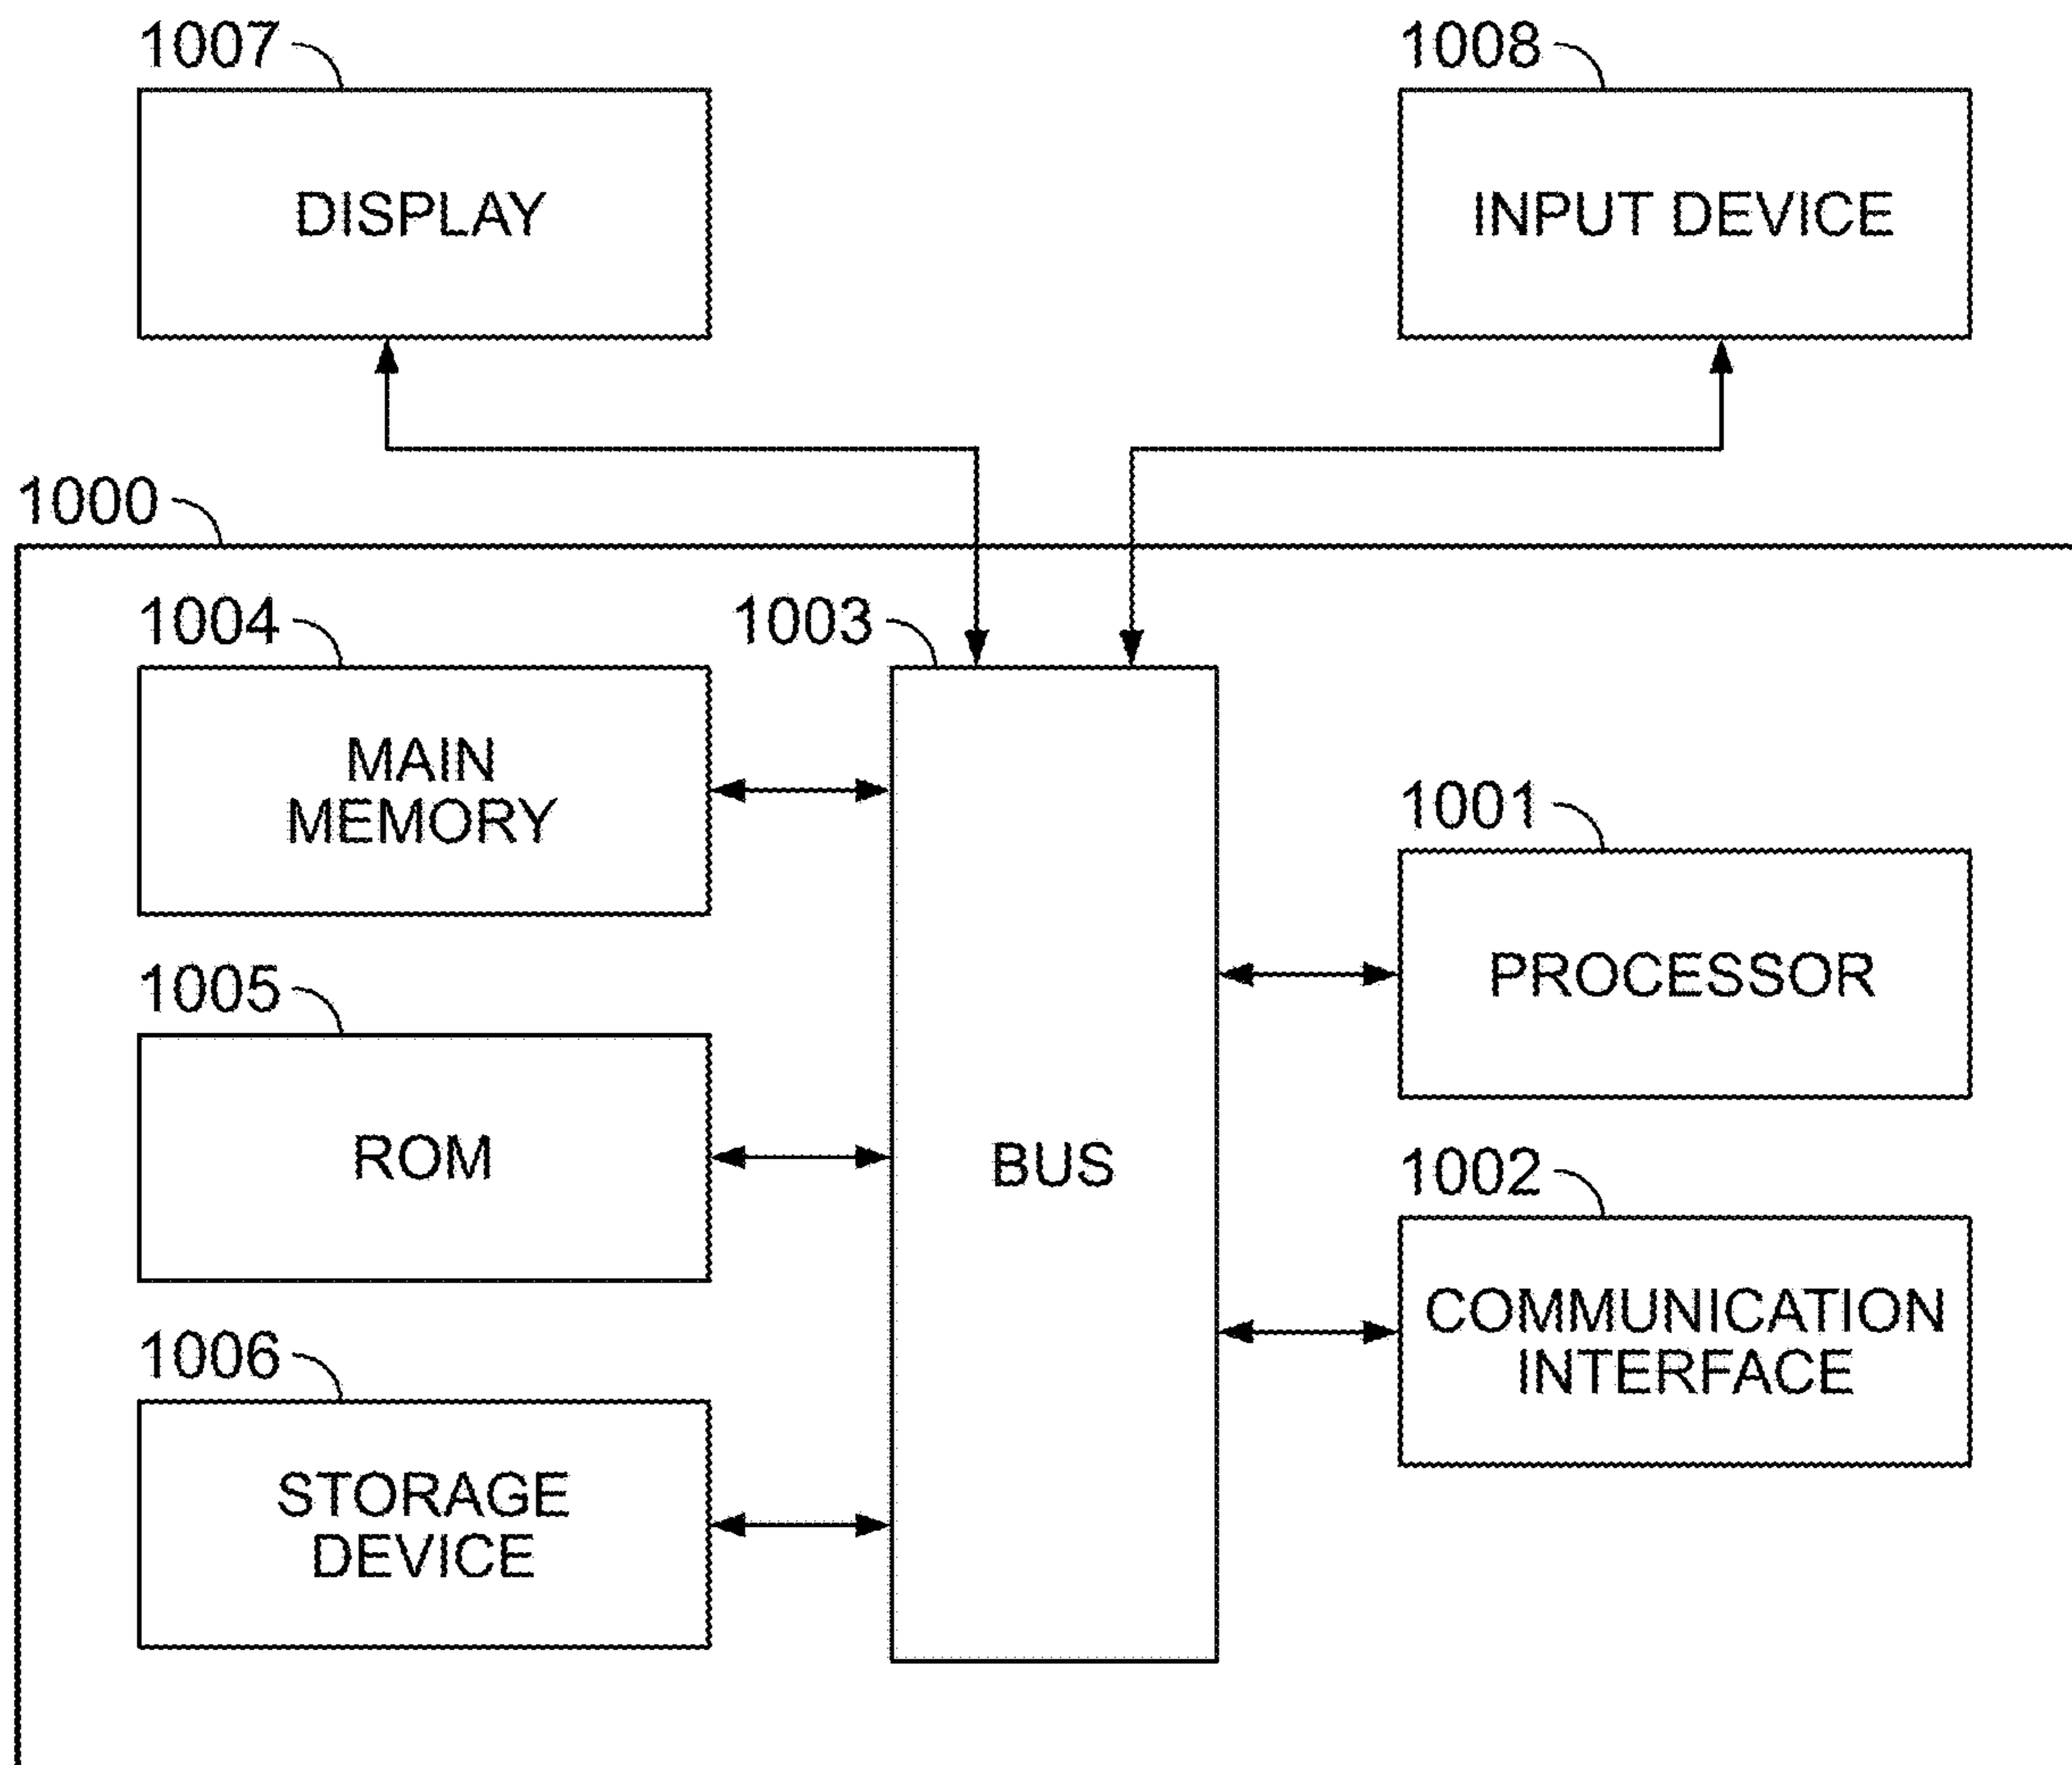 1007
1008
DISPLAY
INPUT DEVICE
1000
1004
1003
MAIN
MEMORY
1001
PROCESSOR
1005
ROM
BUS
1002
COMMUNICATION
INTERFACE
1006
STORAGE
DEVICE